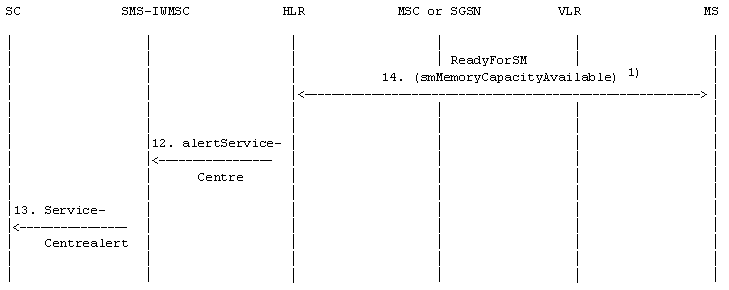 SC SMS-IWMSC HLR MSC or SGSN VLR MS
ReadyForSM
14. (smMemoryCapacityAvailable) 1)
12. alertService-
Centre
13. Service-
Centrealert